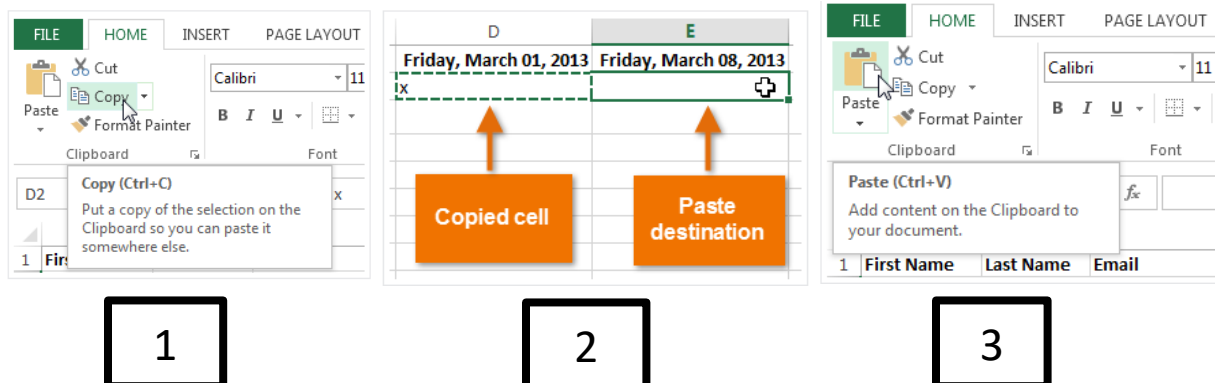 FILE HOME INSERT PAGE LAYOUT
Cut
Copy
Paste
Format Painter
Calibri 11
B I U
Clipboard Font
D2 x
Copy (Ctrl+C)
Put a copy of the selection on the
Clipboard so you can paste it
somewhere else.
1
D E
Friday, March 01, 2013 Friday, March 08, 2013
x
Copied cell
Paste
destination
FILE HOME INSERT PAGE LAYOUT
Cut
Copy
Paste
Format Painter
Calibri 11
B I U
Clipboard Font
fx
Paste (Ctrl+V)
Add content on the Clipboard to
your document.
1 First Name Last Name Email
1
2
3